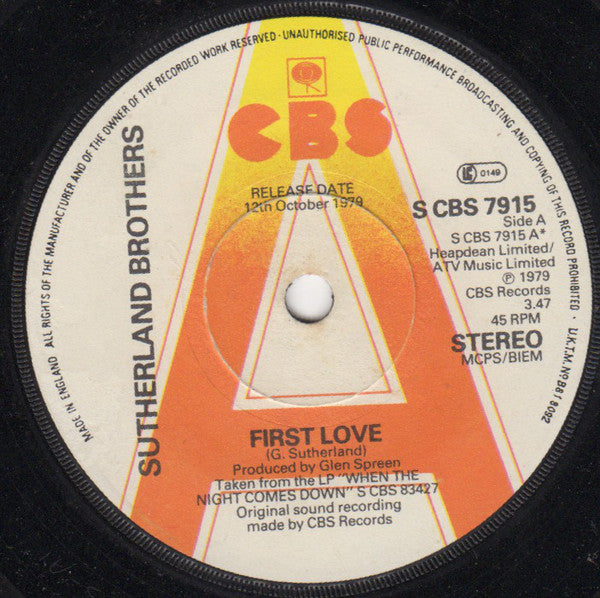 MADE IN ENGLAND · ALL RIGHTS OF THE MANUFACTURER AND OF THE OWNER OF THE RECORDED WORK RESERVED · UNAUTHORISED PUBLIC PERFORMANCE BROADCASTING AND COPYING OF THIS RECORD PROHIBITED · U.K.T.M. Nº B818092
CBS
RELEASE DATE
12th October 1979
SUTHERLAND BROTHERS
0149
S CBS 7915
Side A
S CBS 7915 A*
Heapdean Limited/
ATV Music Limited
℗ 1979
CBS Records
3.47
45 RPM
STEREO
MCPS/BIEM
A
FIRST LOVE
(G. Sutherland)
Produced by Glen Spreen
Taken from the LP "WHEN THE
NIGHT COMES DOWN" S CBS 83427
Original sound recording
made by CBS Records